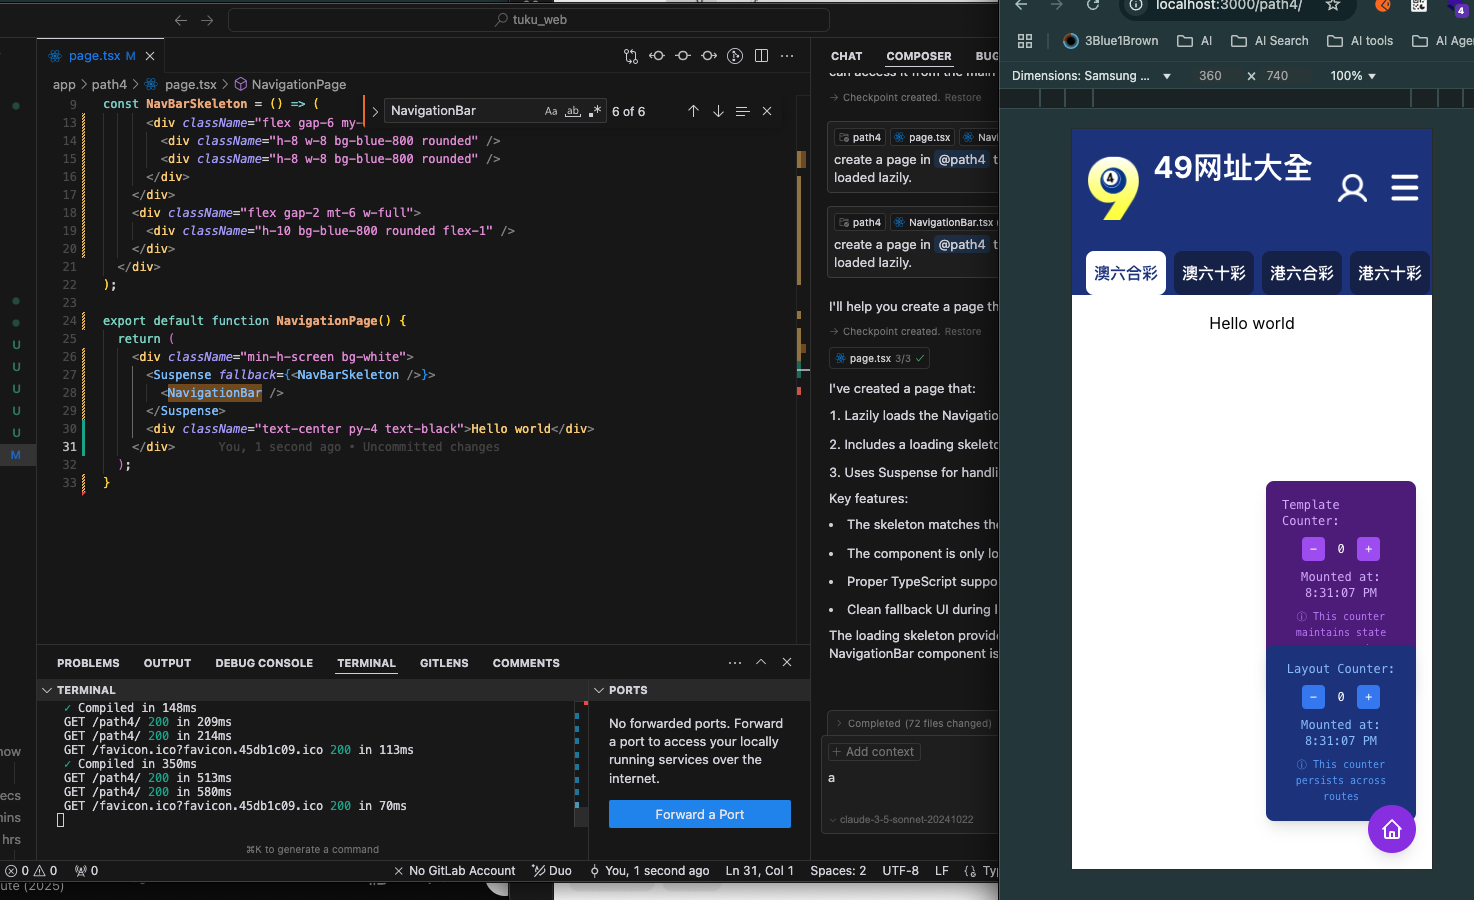 tuku_web
page.tsx M
app > path4 > page.tsx > NavigationPage
9 const NavBarSkeleton = () => (
NavigationBar
Aa ab .* 6 of 6
13 <div className="flex gap-6 my-
14 <div className="h-8 w-8 bg-blue-800 rounded" />
15 <div className="h-8 w-8 bg-blue-800 rounded" />
16 </div>
17 </div>
18 <div className="flex gap-2 mt-6 w-full">
19 <div className="h-10 bg-blue-800 rounded flex-1" />
20 </div>
21 </div>
22 );
23
24 export default function NavigationPage() {
25 return (
26 <div className="min-h-screen bg-white">
27 <Suspense fallback={<NavBarSkeleton />}>
28 <NavigationBar />
29 </Suspense>
30 <div className="text-center py-4 text-black">Hello world</div>
31 </div> You, 1 second ago • Uncommitted changes
32 );
33 }
U
U
U
U
U
M
now
ecs
mins
hrs
PROBLEMS OUTPUT DEBUG CONSOLE TERMINAL GITLENS COMMENTS
TERMINAL
✓ Compiled in 148ms
GET /path4/ 200 in 209ms
GET /path4/ 200 in 214ms
GET /favicon.ico?favicon.45db1c09.ico 200 in 113ms
✓ Compiled in 350ms
GET /path4/ 200 in 513ms
GET /path4/ 200 in 580ms
GET /favicon.ico?favicon.45db1c09.ico 200 in 70ms
⌘K to generate a command
PORTS
No forwarded ports. Forward
a port to access your locally
running services over the
internet.
Forward a Port
0 0 0
No GitLab Account Duo You, 1 second ago Ln 31, Col 1 Spaces: 2 UTF-8 LF {} Ty
ute (2025)
CHAT COMPOSER BUG
can access it from the main
→ Checkpoint created. Restore
path4 page.tsx Navi
create a page in @path4 t
loaded lazily.
path4 NavigationBar.tsx
create a page in @path4 t
loaded lazily.
I'll help you create a page th
→ Checkpoint created. Restore
page.tsx 3/3 ✓
I've created a page that:
1. Lazily loads the Navigatio
2. Includes a loading skeleto
3. Uses Suspense for handli
Key features:
• The skeleton matches the
• The component is only lo
• Proper TypeScript suppo
• Clean fallback UI during l
The loading skeleton provide
NavigationBar component is
Completed (72 files changed)
+ Add context
a
claude-3-5-sonnet-20241022
localhost:3000/path4/
4
3Blue1Brown AI AI Search AI tools AI Agen
Dimensions: Samsung ... 360 × 740 100%
4
49网址大全
澳六合彩 澳六十彩 港六合彩 港六十彩
Hello world
Template
Counter:
- 0 +
Mounted at:
8:31:07 PM
ⓘ This counter
maintains state
Layout Counter:
- 0 +
Mounted at:
8:31:07 PM
ⓘ This counter
persists across
routes